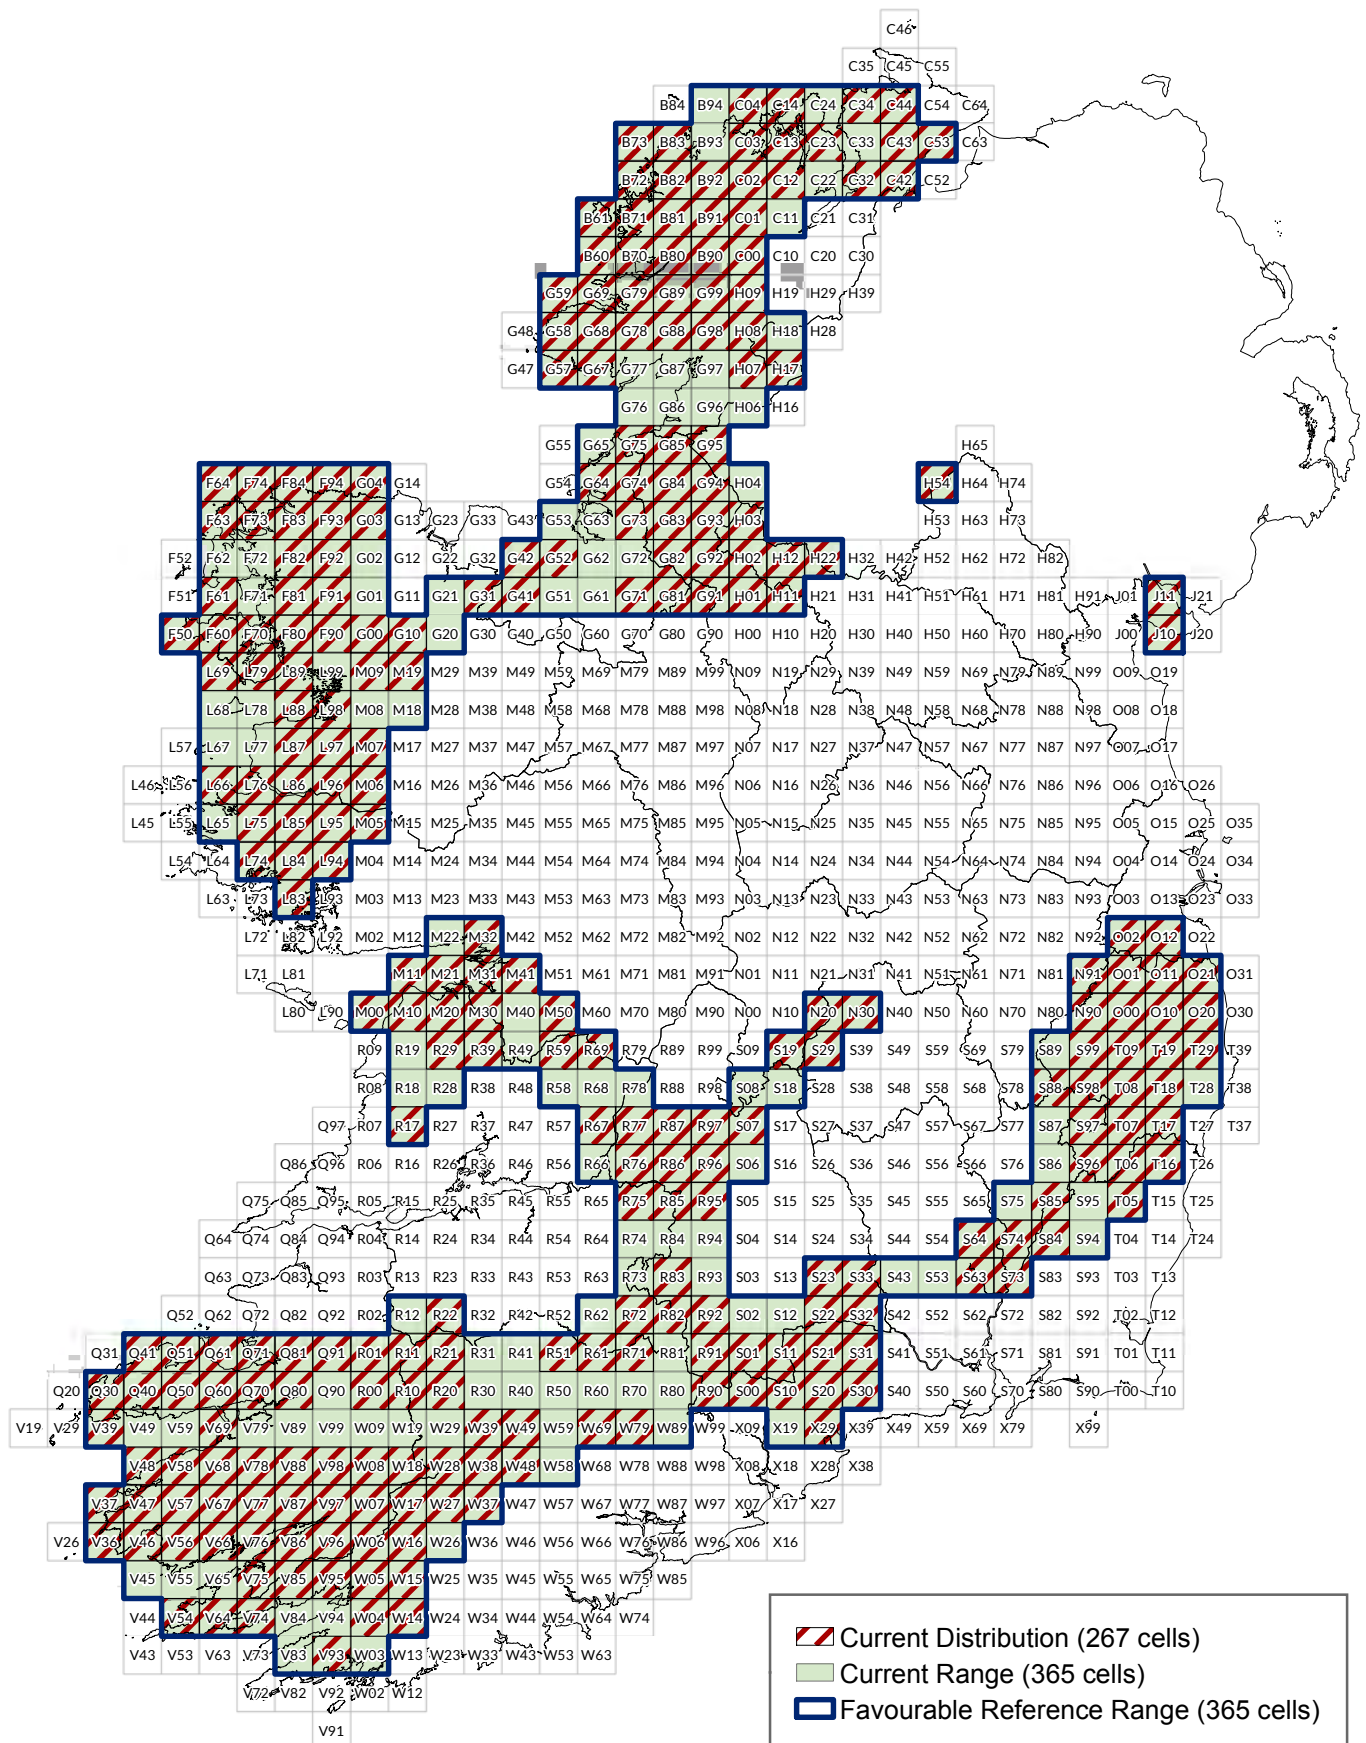 C46
C35 C45 C55
B84 B94 C04 C14 C24 C34 C44 C54 C64
B73 B83 B93 C03 C13 C23 C33 C43 C53 C63
B72 B82 B92 C02 C12 C22 C32 C42 C52
B61 B71 B81 B91 C01 C11 C21 C31
B60 B70 B80 B90 C00 C10 C20 C30
G59 G69 G79 G89 G99 H09 H19 H29 H39
G48 G58 G68 G78 G88 G98 H08 H18 H28
G47 G57 G67 G77 G87 G97 H07 H17
G76 G86 G96 H06 H16
G55 G65 G75 G85 G95 H65
F64 F74 F84 F94 G04 G14 G54 G64 G74 G84 G94 H04 H54 H64 H74
F63 F73 F83 F93 G03 G13 G23 G33 G43 G53 G63 G73 G83 G93 H03 H53 H63 H73
F52 F62 F72 F82 F92 G02 G12 G22 G32 G42 G52 G62 G72 G82 G92 H02 H12 H22 H32 H42 H52 H62 H72 H82
F51 F61 F71 F81 F91 G01 G11 G21 G31 G41 G51 G61 G71 G81 G91 H01 H11 H21 H31 H41 H51 H61 H71 H81 H91 J01 J11 J21
F50 F60 F70 F80 F90 G00 G10 G20 G30 G40 G50 G60 G70 G80 G90 H00 H10 H20 H30 H40 H50 H60 H70 H80 H90 J00 J10 J20
L69 L79 L89 L99 M09 M19 M29 M39 M49 M59 M69 M79 M89 M99 N09 N19 N29 N39 N49 N59 N69 N79 N89 N99 O09 O19
L68 L78 L88 L98 M08 M18 M28 M38 M48 M58 M68 M78 M88 M98 N08 N18 N28 N38 N48 N58 N68 N78 N88 N98 O08 O18
L57 L67 L77 L87 L97 M07 M17 M27 M37 M47 M57 M67 M77 M87 M97 N07 N17 N27 N37 N47 N57 N67 N77 N87 N97 O07 O17
L46 L56 L66 L76 L86 L96 M06 M16 M26 M36 M46 M56 M66 M76 M86 M96 N06 N16 N26 N36 N46 N56 N66 N76 N86 N96 O06 O16 O26
L45 L55 L65 L75 L85 L95 M05 M15 M25 M35 M45 M55 M65 M75 M85 M95 N05 N15 N25 N35 N45 N55 N65 N75 N85 N95 O05 O15 O25 O35
L54 L64 L74 L84 L94 M04 M14 M24 M34 M44 M54 M64 M74 M84 M94 N04 N14 N24 N34 N44 N54 N64 N74 N84 N94 O04 O14 O24 O34
L63 L73 L83 L93 M03 M13 M23 M33 M43 M53 M63 M73 M83 M93 N03 N13 N23 N33 N43 N53 N63 N73 N83 N93 O03 O13 O23 O33
L72 L82 L92 M02 M12 M22 M32 M42 M52 M62 M72 M82 M92 N02 N12 N22 N32 N42 N52 N62 N72 N82 N92 O02 O12 O22
L71 L81 M11 M21 M31 M41 M51 M61 M71 M81 M91 N01 N11 N21 N31 N41 N51 N61 N71 N81 N91 O01 O11 O21 O31
L80 L90 M00 M10 M20 M30 M40 M50 M60 M70 M80 M90 N00 N10 N20 N30 N40 N50 N60 N70 N80 N90 O00 O10 O20 O30
R09 R19 R29 R39 R49 R59 R69 R79 R89 R99 S09 S19 S29 S39 S49 S59 S69 S79 S89 S99 T09 T19 T29 T39
R08 R18 R28 R38 R48 R58 R68 R78 R88 R98 S08 S18 S28 S38 S48 S58 S68 S78 S88 S98 T08 T18 T28 T38
Q97 R07 R17 R27 R37 R47 R57 R67 R77 R87 R97 S07 S17 S27 S37 S47 S57 S67 S77 S87 S97 T07 T17 T27 T37
Q86 Q96 R06 R16 R26 R36 R46 R56 R66 R76 R86 R96 S06 S16 S26 S36 S46 S56 S66 S76 S86 S96 T06 T16 T26
Q75 Q85 Q95 R05 R15 R25 R35 R45 R55 R65 R75 R85 R95 S05 S15 S25 S35 S45 S55 S65 S75 S85 S95 T05 T15 T25
Q64 Q74 Q84 Q94 R04 R14 R24 R34 R44 R54 R64 R74 R84 R94 S04 S14 S24 S34 S44 S54 S64 S74 S84 S94 T04 T14 T24
Q63 Q73 Q83 Q93 R03 R13 R23 R33 R43 R53 R63 R73 R83 R93 S03 S13 S23 S33 S43 S53 S63 S73 S83 S93 T03 T13
Q52 Q62 Q72 Q82 Q92 R02 R12 R22 R32 R42 R52 R62 R72 R82 R92 S02 S12 S22 S32 S42 S52 S62 S72 S82 S92 T02 T12
Q31 Q41 Q51 Q61 Q71 Q81 Q91 R01 R11 R21 R31 R41 R51 R61 R71 R81 R91 S01 S11 S21 S31 S41 S51 S61 S71 S81 S91 T01 T11
Q20 Q30 Q40 Q50 Q60 Q70 Q80 Q90 R00 R10 R20 R30 R40 R50 R60 R70 R80 R90 S00 S10 S20 S30 S40 S50 S60 S70 S80 S90 T00 T10
V19 V29 V39 V49 V59 V69 V79 V89 V99 W09 W19 W29 W39 W49 W59 W69 W79 W89 W99 X09 X19 X29 X39 X49 X59 X69 X79 X99
V48 V58 V68 V78 V88 V98 W08 W18 W28 W38 W48 W58 W68 W78 W88 W98 X08 X18 X28 X38
V37 V47 V57 V67 V77 V87 V97 W07 W17 W27 W37 W47 W57 W67 W77 W87 W97 X07 X17 X27
V26 V36 V46 V56 V66 V76 V86 V96 W06 W16 W26 W36 W46 W56 W66 W76 W86 W96 X06 X16
V45 V55 V65 V75 V85 V95 W05 W15 W25 W35 W45 W55 W65 W75 W85
V44 V54 V64 V74 V84 V94 W04 W14 W24 W34 W44 W54 W64 W74
V43 V53 V63 V73 V83 V93 W03 W13 W23 W33 W43 W53 W63
V72 V82 V92 W02 W12
V91
Current Distribution (267 cells)
Current Range (365 cells)
Favourable Reference Range (365 cells)